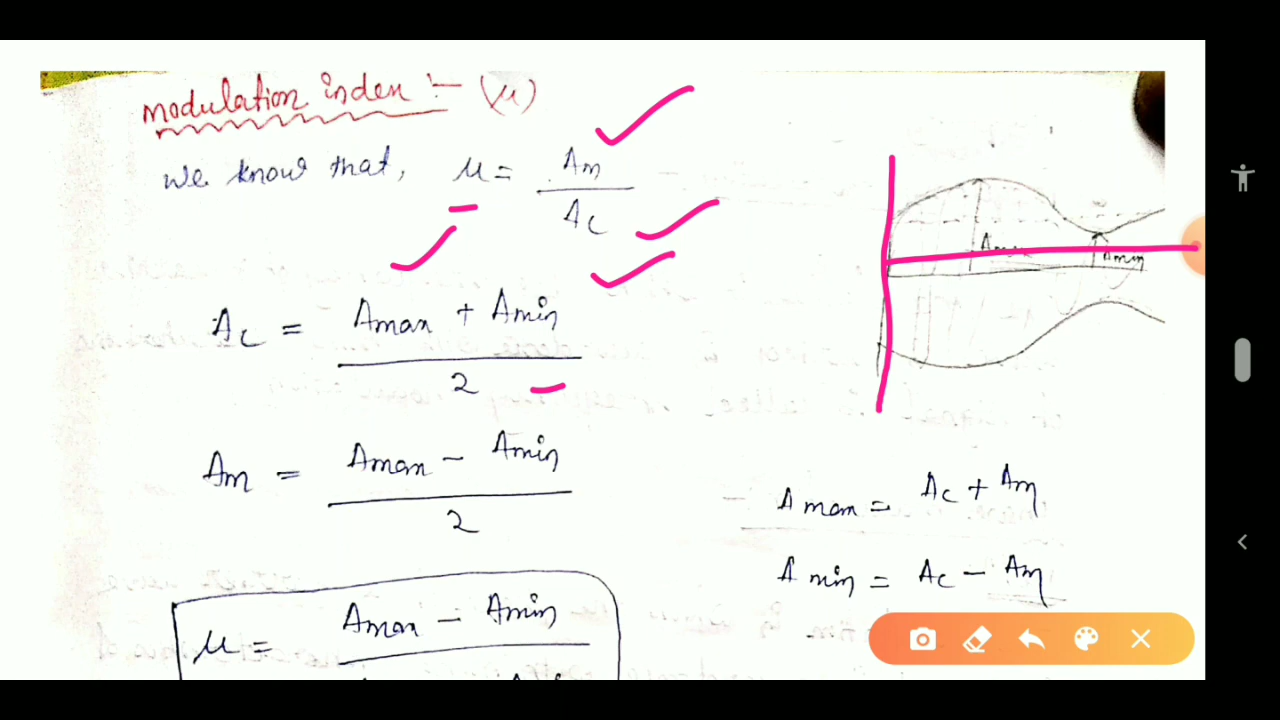 modulation index :- (μ)
We know that, μ = Am / Ac
Ac = Amax + Amin / 2
Am = Amax - Amin / 2
μ = Amax - Amin
Amin
Amax = Ac + Am
Amin = Ac - Am